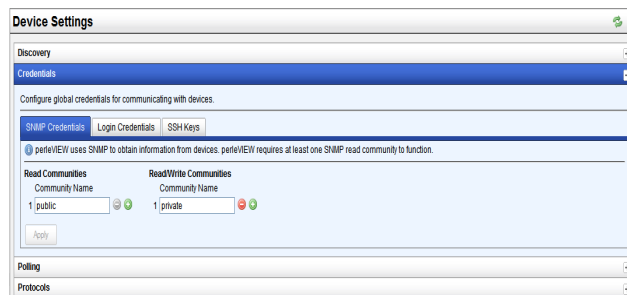 Device Settings
Discovery
Credentials
Configure global credentials for communicating with devices.
SNMP Credentials Login Credentials SSH Keys
perleVIEW uses SNMP to obtain information from devices. perleVIEW requires at least one SNMP read community to function.
Read Communities Read/Write Communities
Community Name Community Name
1 public 1 private
Apply
Polling
Protocols